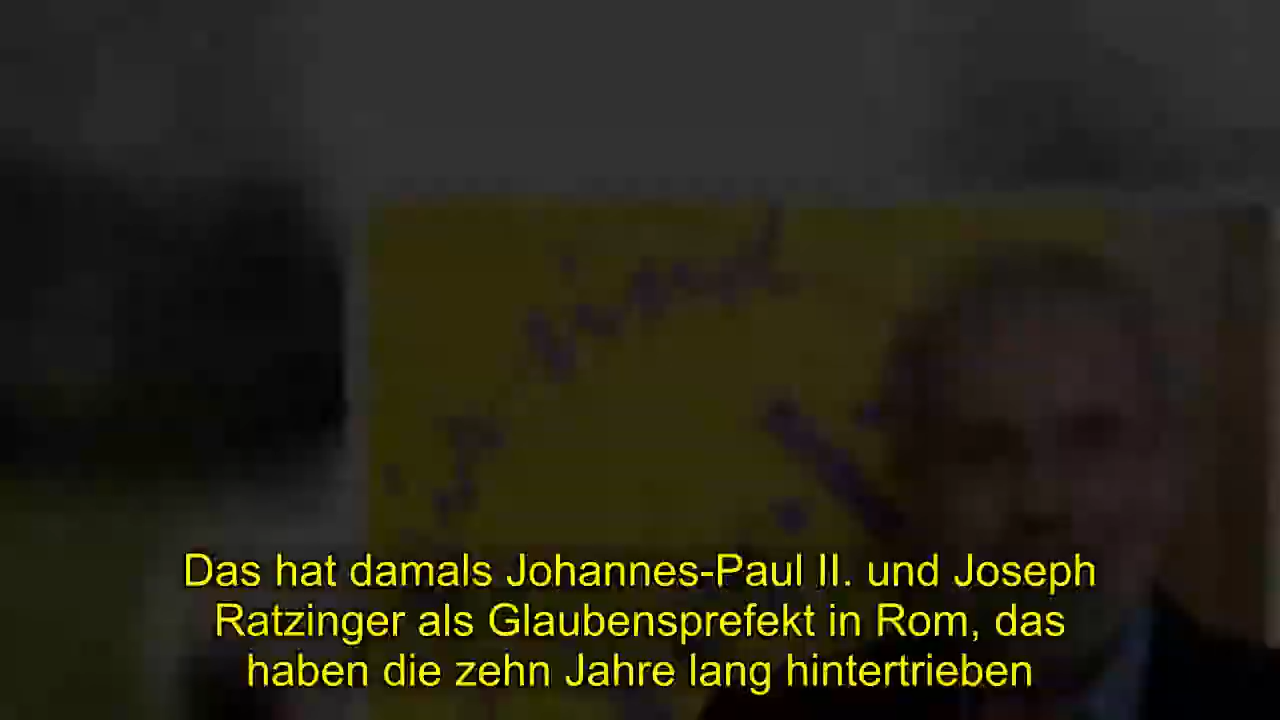 Das hat damals Johannes-Paul II. und Joseph
Ratzinger als Glaubensprefekt in Rom, das
haben die zehn Jahre lang hintertrieben